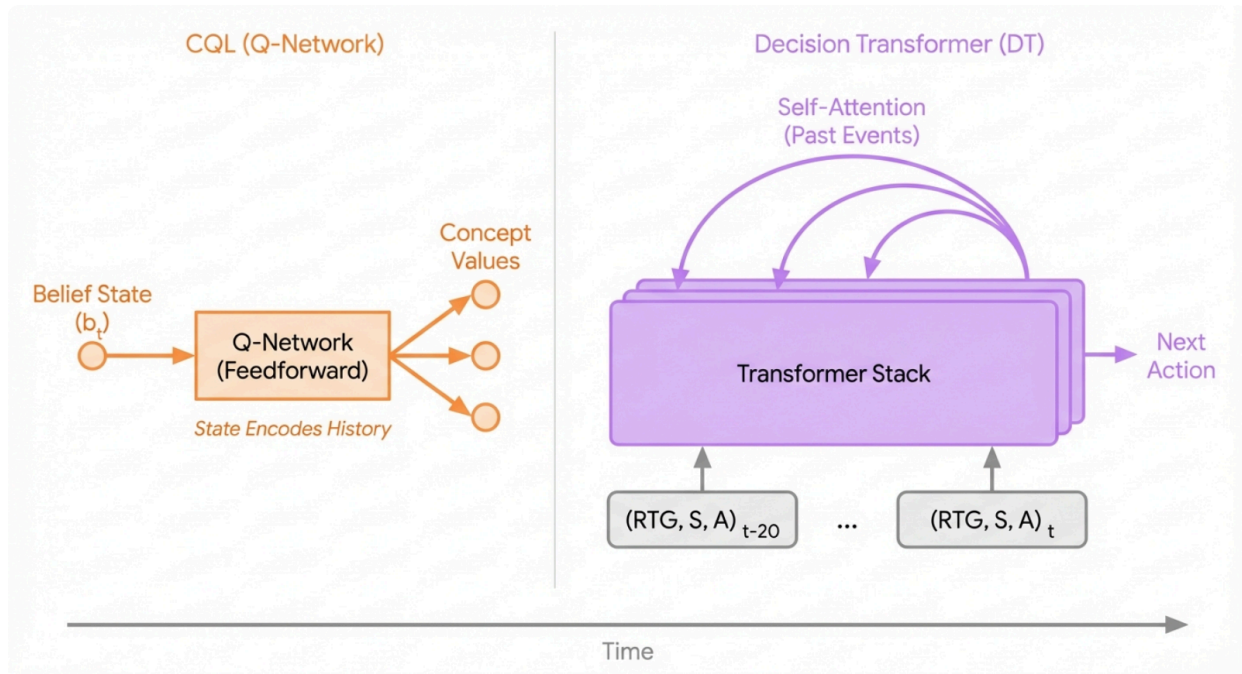 CQL (Q-Network)
Belief State
(b_t)
Q-Network
(Feedforward)
State Encodes History
Concept
Values
Decision Transformer (DT)
Self-Attention
(Past Events)
Transformer Stack
Next
Action
(RTG, S, A) t-20
...
(RTG, S, A) t
Time